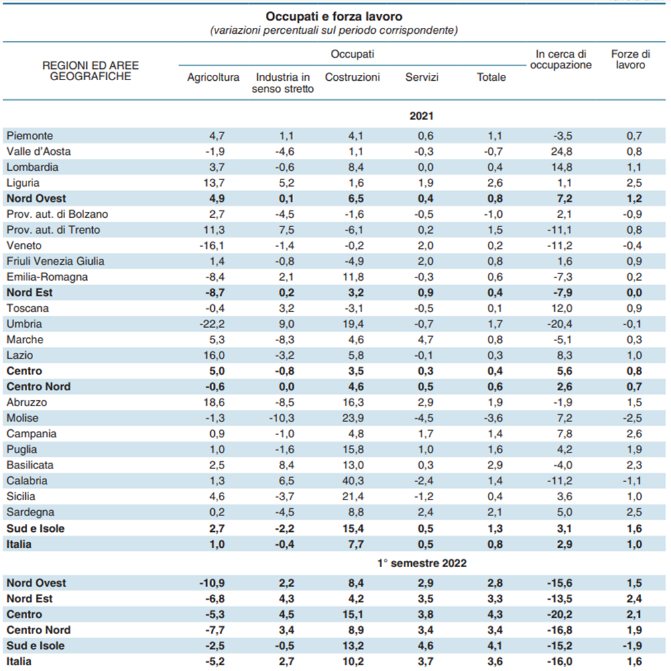 Occupati e forza lavoro
(variazioni percentuali sul periodo corrispondente)
REGIONI ED AREE GEOGRAFICHE Occupati In cerca di occupazione Forze di lavoro
Agricoltura Industria in senso stretto Costruzioni Servizi Totale
2021
Piemonte 4,7 1,1 4,1 0,6 1,1 -3,5 0,7
Valle d'Aosta -1,9 -4,6 1,1 -0,3 -0,7 24,8 0,8
Lombardia 3,7 -0,6 8,4 0,0 0,4 14,8 1,1
Liguria 13,7 5,2 1,6 1,9 2,6 1,1 2,5
Nord Ovest 4,9 0,1 6,5 0,4 0,8 7,2 1,2
Prov. aut. di Bolzano 2,7 -4,5 -1,6 -0,5 -1,0 2,1 -0,9
Prov. aut. di Trento 11,3 7,5 -6,1 0,2 1,5 -11,1 0,8
Veneto -16,1 -1,4 -0,2 2,0 0,2 -11,2 -0,4
Friuli Venezia Giulia 1,4 -0,8 -4,9 2,0 0,8 1,6 0,9
Emilia-Romagna -8,4 2,1 11,8 -0,3 0,6 -7,3 0,2
Nord Est -8,7 0,2 3,2 0,9 0,4 -7,9 0,0
Toscana -0,4 3,2 -3,1 -0,5 0,1 12,0 0,9
Umbria -22,2 9,0 19,4 -0,7 1,7 -20,4 -0,1
Marche 5,3 -8,3 4,6 4,7 0,8 -5,1 0,3
Lazio 16,0 -3,2 5,8 -0,1 0,3 8,3 1,0
Centro 5,0 -0,8 3,5 0,3 0,4 5,6 0,8
Centro Nord -0,6 0,0 4,6 0,5 0,6 2,6 0,7
Abruzzo 18,6 -8,5 16,3 2,9 1,9 -1,9 1,5
Molise -1,3 -10,3 23,9 -4,5 -3,6 7,2 -2,5
Campania 0,9 -1,0 4,8 1,7 1,4 7,8 2,6
Puglia 1,0 -1,6 15,8 1,0 1,6 4,2 1,9
Basilicata 2,5 8,4 13,0 0,3 2,9 -4,0 2,3
Calabria 1,3 6,5 40,3 -2,4 1,4 -11,2 -1,1
Sicilia 4,6 -3,7 21,4 -1,2 0,4 3,6 1,0
Sardegna 0,2 -4,5 8,8 2,4 2,1 5,0 2,5
Sud e Isole 2,7 -2,2 15,4 0,5 1,3 3,1 1,6
Italia 1,0 -0,4 7,7 0,5 0,8 2,9 1,0
1° semestre 2022
Nord Ovest -10,9 2,2 8,4 2,9 2,8 -15,6 1,5
Nord Est -6,8 4,3 4,2 3,5 3,3 -13,5 2,4
Centro -5,3 4,5 15,1 3,8 4,3 -20,2 2,1
Centro Nord -7,7 3,4 8,9 3,4 3,4 -16,8 1,9
Sud e Isole -2,5 -0,5 13,2 4,6 4,1 -15,2 -1,9
Italia -5,2 2,7 10,2 3,7 3,6 -16,0 1,6